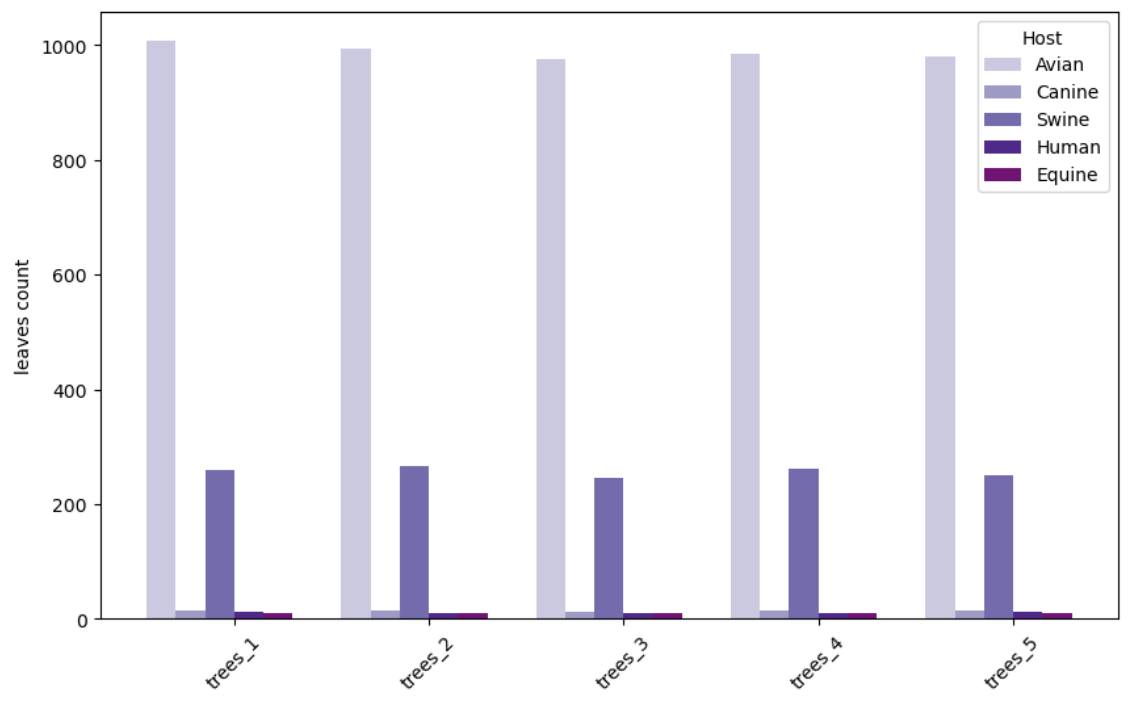 Host
Avian
Canine
Swine
Human
Equine
leaves count
1000
800
600
400
200
0
trees_1
trees_2
trees_3
trees_4
trees_5